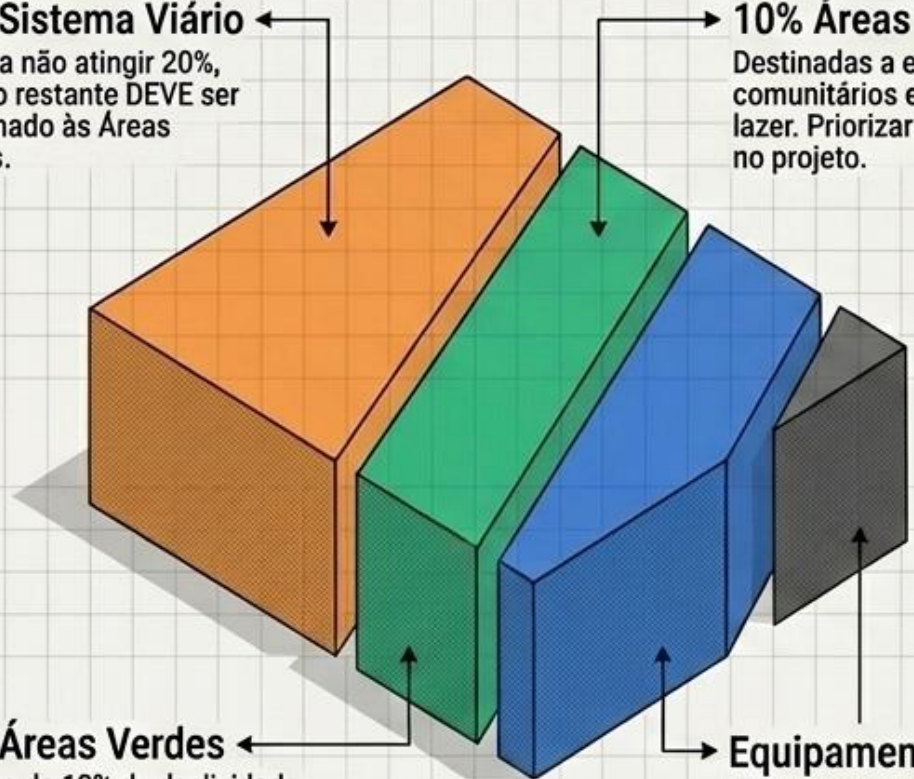 Sistema Viário
a não atingir 20%,
o restante DEVE ser
nado às Áreas
s.
10% Áreas
Destinadas a e
comunitários e
lazer. Priorizar
no projeto.
Áreas Verdes
Equipamen